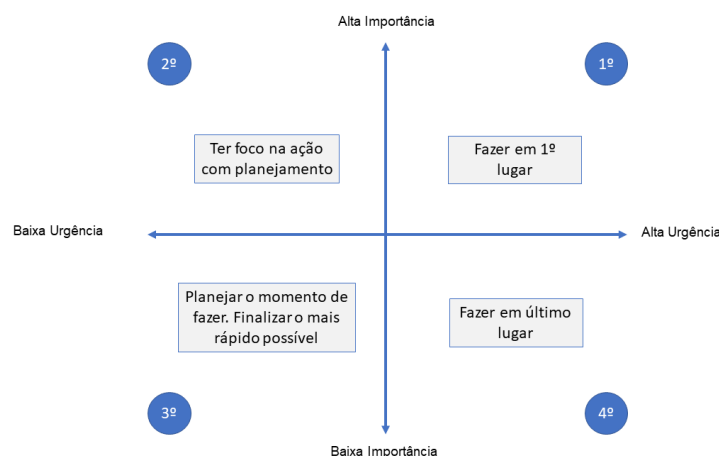 Alta Importância
2º
1º
Ter foco na ação
com planejamento
Fazer em 1º
lugar
Baixa Urgência
Alta Urgência
Planejar o momento de
fazer. Finalizar o mais
rápido possível
Fazer em último
lugar
3º
4º
Baixa Importância